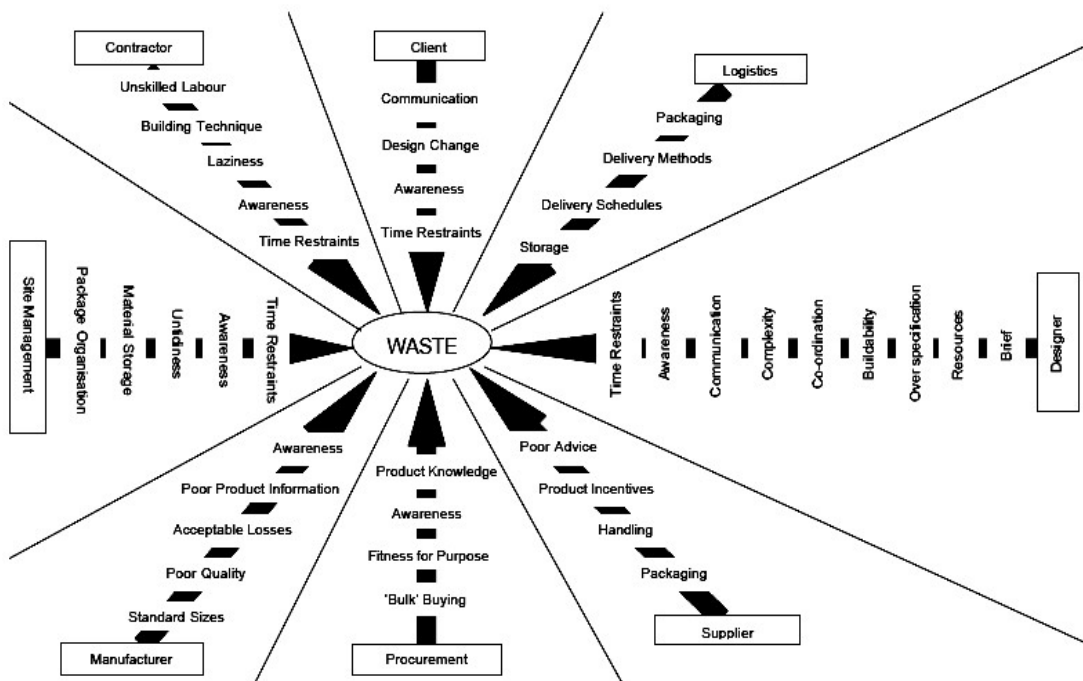 Contractor
Unskilled Labour
Building Technique
Laziness
Awareness
Time Restraints
Client
Communication
Design Change
Awareness
Time Restraints
Logistics
Packaging
Delivery Methods
Delivery Schedules
Storage
Site Management
Package Organisation
Material Storage
Untidiness
Awareness
Time Restraints
WASTE
Time Restraints
Awareness
Communication
Complexity
Co-ordination
Buildability
Over specification
Resources
Brief
Designer
Awareness
Poor Product Information
Acceptable Losses
Poor Quality
Standard Sizes
Manufacturer
Product Knowledge
Awareness
Fitness for Purpose
'Bulk' Buying
Procurement
Poor Advice
Product Incentives
Handling
Packaging
Supplier